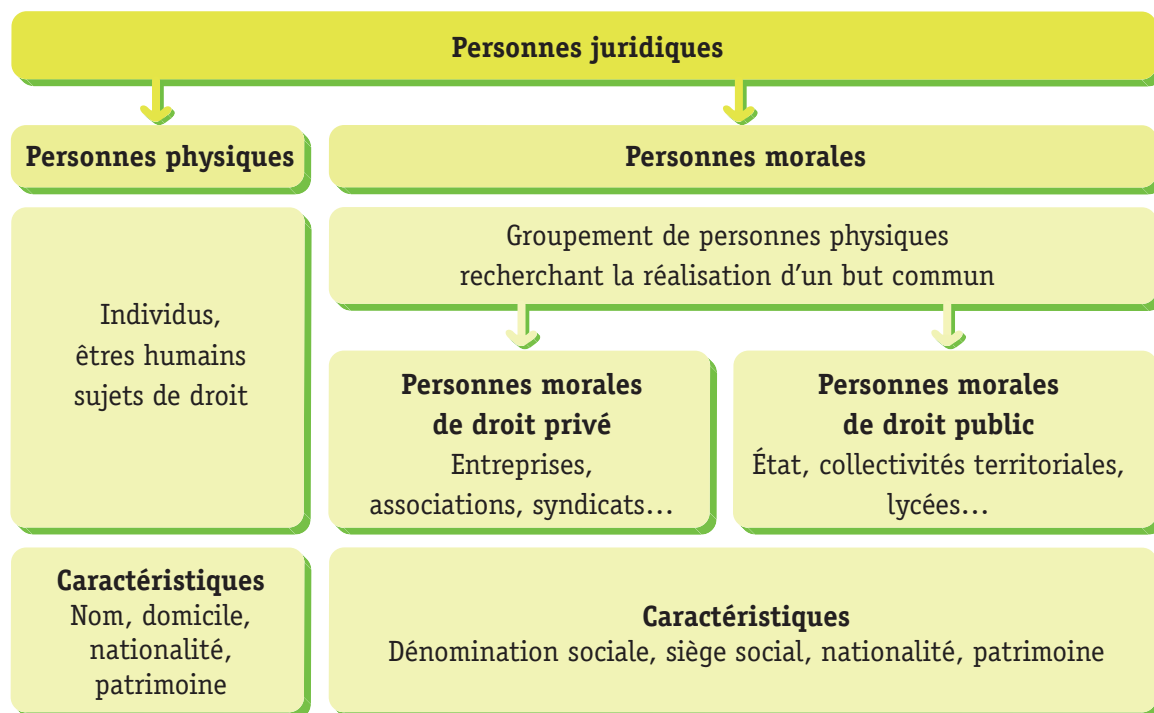 Personnes juridiques
Personnes physiques
Personnes morales
Individus,
êtres humains
sujets de droit
Groupement de personnes physiques
recherchant la réalisation d'un but commun
Personnes morales
de droit privé
Entreprises,
associations, syndicats…
Personnes morales
de droit public
État, collectivités territoriales,
lycées…
Caractéristiques
Nom, domicile,
nationalité,
patrimoine
Caractéristiques
Dénomination sociale, siège social, nationalité, patrimoine